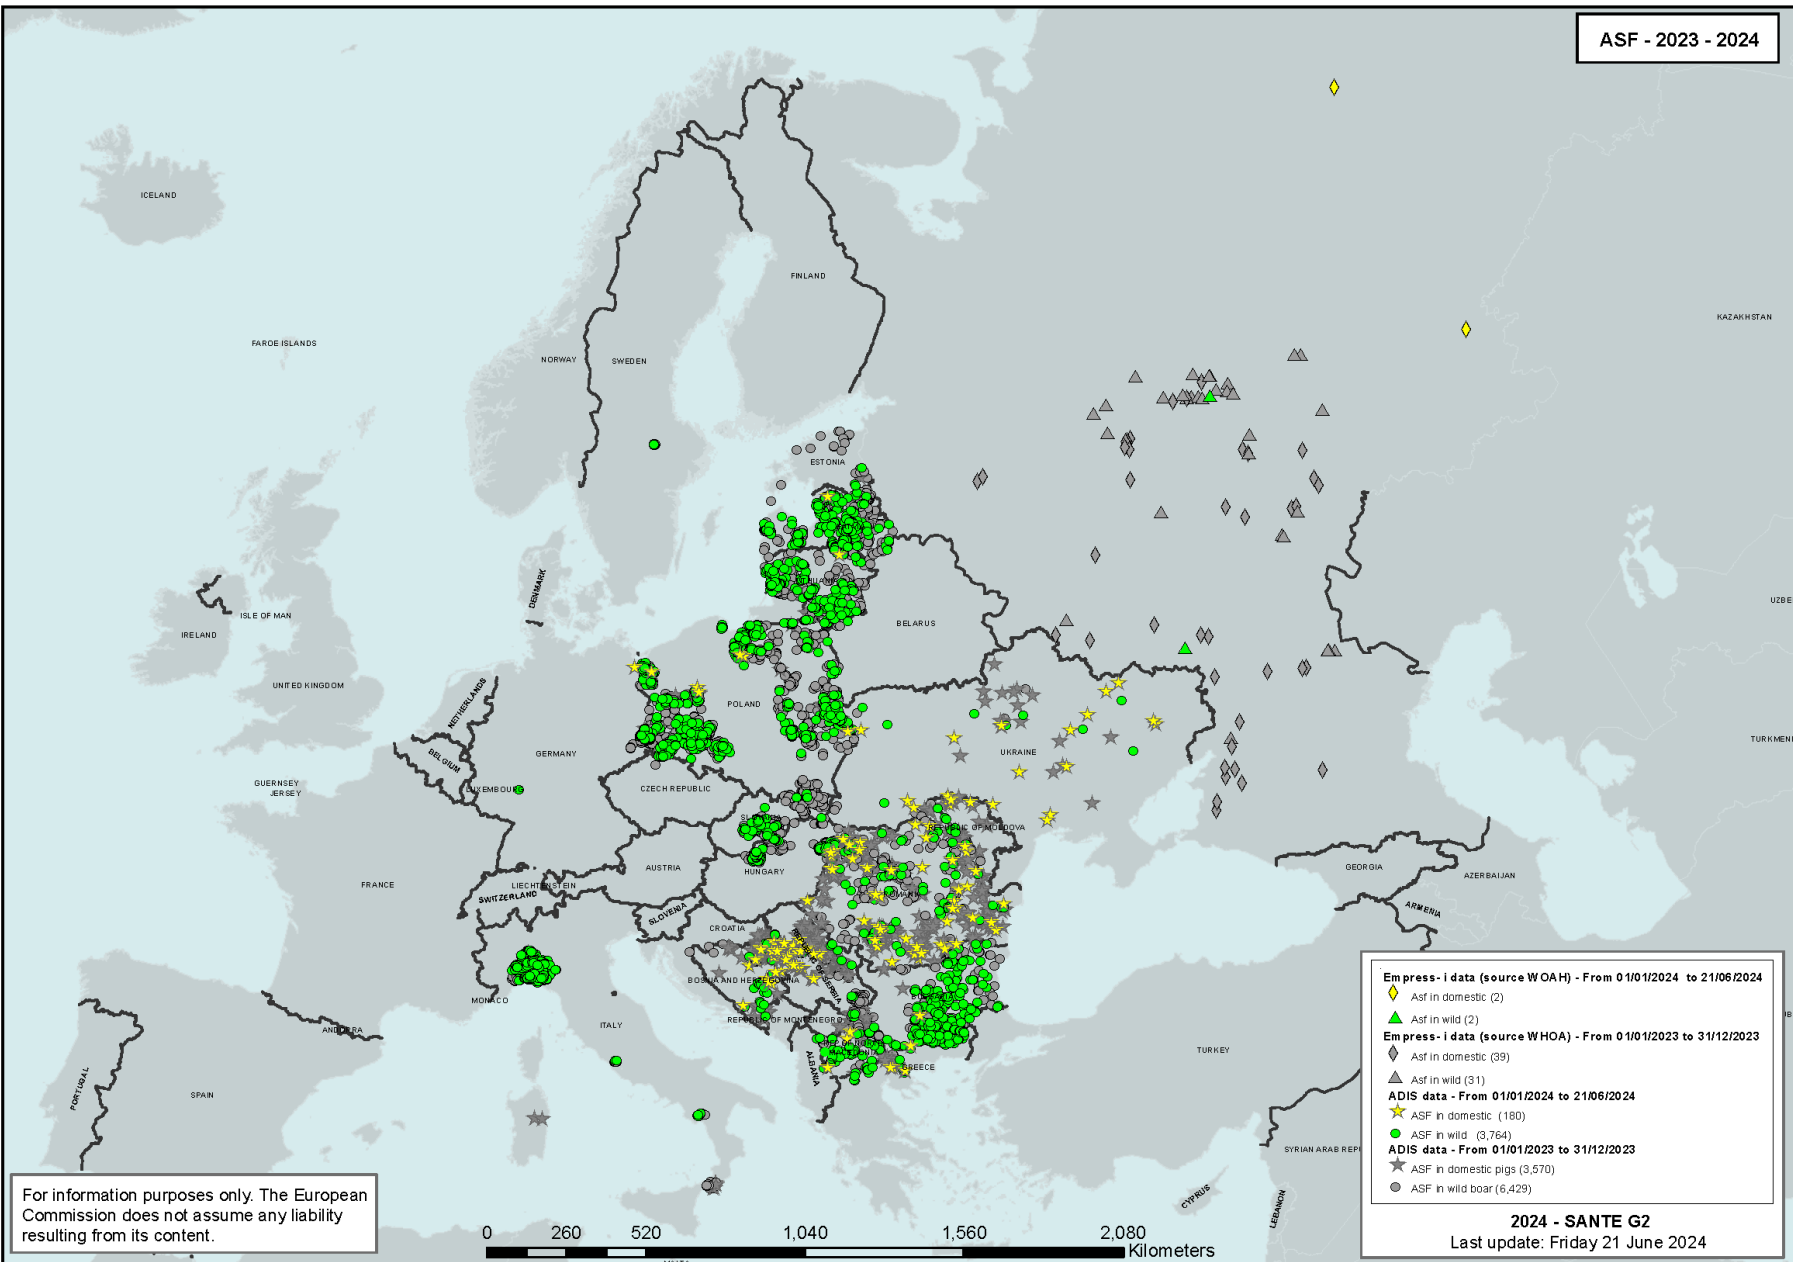 ASF - 2023 - 2024
ICELAND
FINLAND
KAZAKHSTAN
FAROE ISLANDS
NORWAY
SWEDEN
ESTONIA
DENMARK
ISLE OF MAN
IRELAND
BELARUS
UNITED KINGDOM
NETHERLANDS
POLAND
BELGIUM
GERMANY
UKRAINE
GUERNSEY
JERSEY
LUXEMBOURG
CZECH REPUBLIC
REPUBLIC OF MOLDOVA
AUSTRIA
HUNGARY
GEORGIA
AZERBAIJAN
FRANCE
LIECHTENSTEIN
SWITZERLAND
SLOVENIA
ROMANIA
ARMENIA
CROATIA
BOSNIA AND HERZEGOVINA
MONACO
REPUBLIC OF MONTENEGRO
ITALY
ANDORRA
ALBANIA
MACEDONIA
GREECE
TURKEY
PORTUGAL
SPAIN
SYRIAN ARAB REPU
CYPRUS
LEBANON
Empress- i data (source WOAH) - From 01/01/2024 to 21/06/2024
Asf in domestic (2)
Asf in wild (2)
Empress- i data (source WHOA) - From 01/01/2023 to 31/12/2023
Asf in domestic (39)
Asf in wild (31)
ADIS data - From 01/01/2024 to 21/06/2024
ASF in domestic (180)
ASF in wild (3,764)
ADIS data - From 01/01/2023 to 31/12/2023
ASF in domestic pigs (3,570)
ASF in wild boar (6,429)
2024 - SANTE G2
Last update: Friday 21 June 2024
For information purposes only. The European
Commission does not assume any liability
resulting from its content.
0 260 520 1,040 1,560 2,080
Kilometers